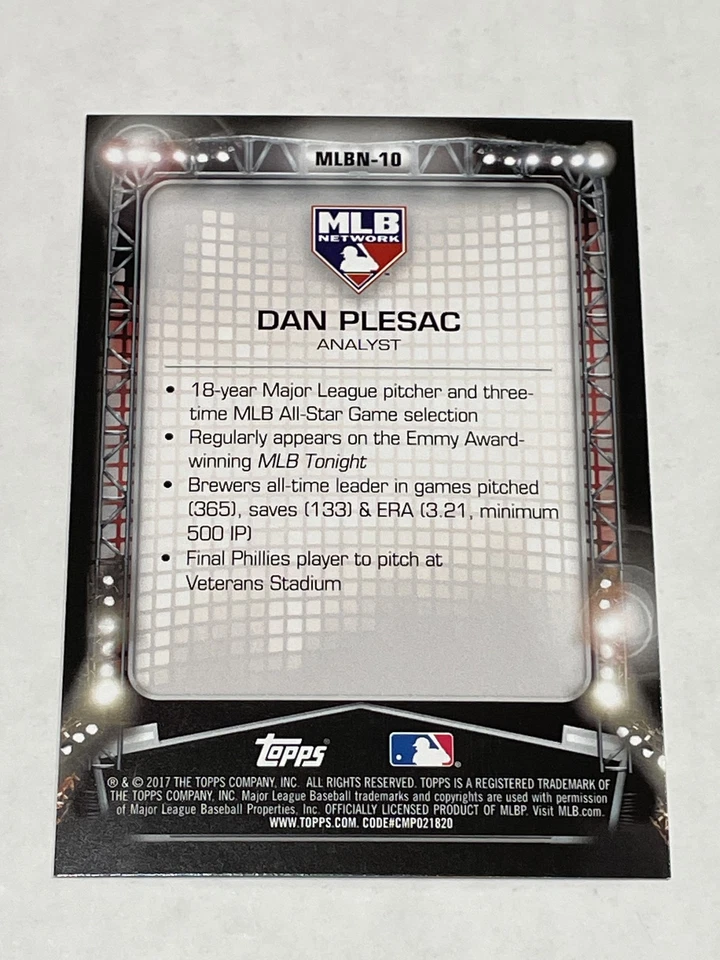 MLBN-10
MLB
NETWORK
DAN PLESAC
ANALYST
• 18-year Major League pitcher and three-
time MLB All-Star Game selection
• Regularly appears on the Emmy Award-
winning MLB Tonight
• Brewers all-time leader in games pitched
(365), saves (133) & ERA (3.21, minimum
500 IP)
• Final Phillies player to pitch at
Veterans Stadium
Topps
® & © 2017 THE TOPPS COMPANY, INC. ALL RIGHTS RESERVED. TOPPS IS A REGISTERED TRADEMARK OF
THE TOPPS COMPANY, INC. Major League Baseball trademarks and copyrights are used with permission
of Major League Baseball Properties, Inc. OFFICIALLY LICENSED PRODUCT OF MLBP. Visit MLB.com.
WWW.TOPPS.COM. CODE#CMP021820